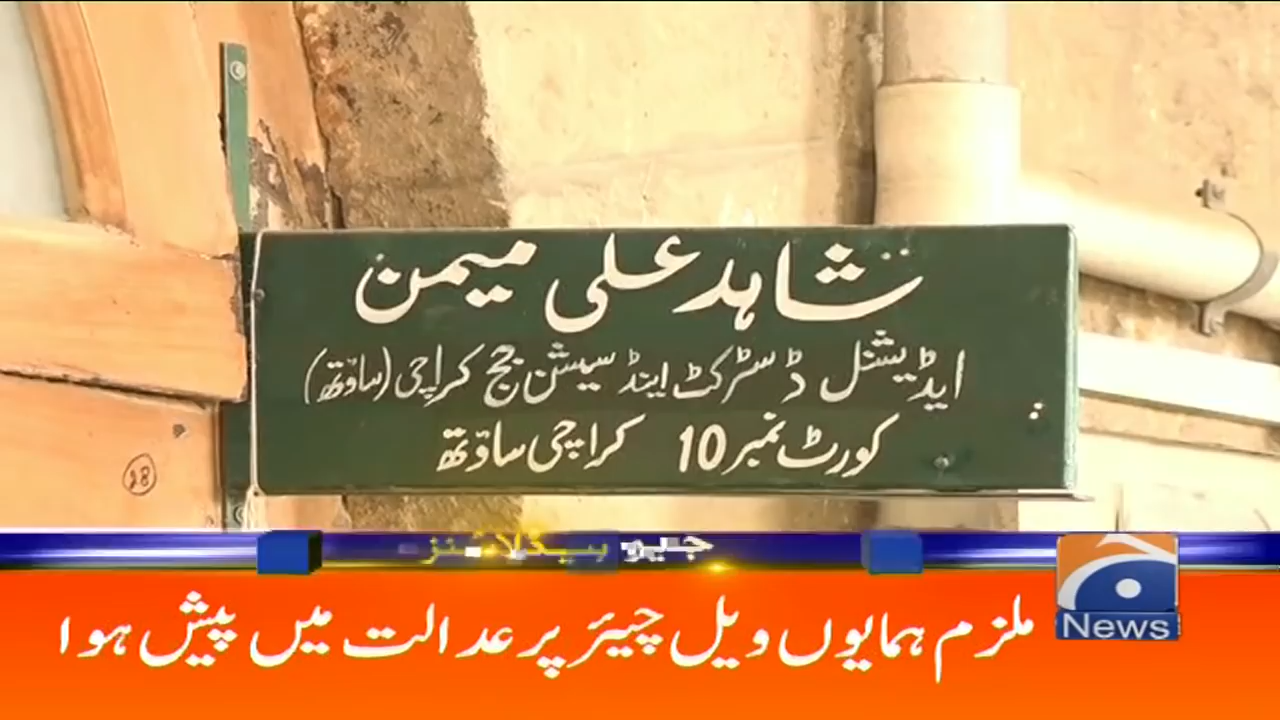 شاہد علی میمن
ایڈیشنل ڈسٹرکٹ اینڈ سیشن جج کراچی (ساؤتھ)
کورٹ نمبر 10 کراچی ساؤتھ
28
جیو ہیڈلائنز
ملزم ہمایوں ویل چیئر پر عدالت میں پیش ہوا
News